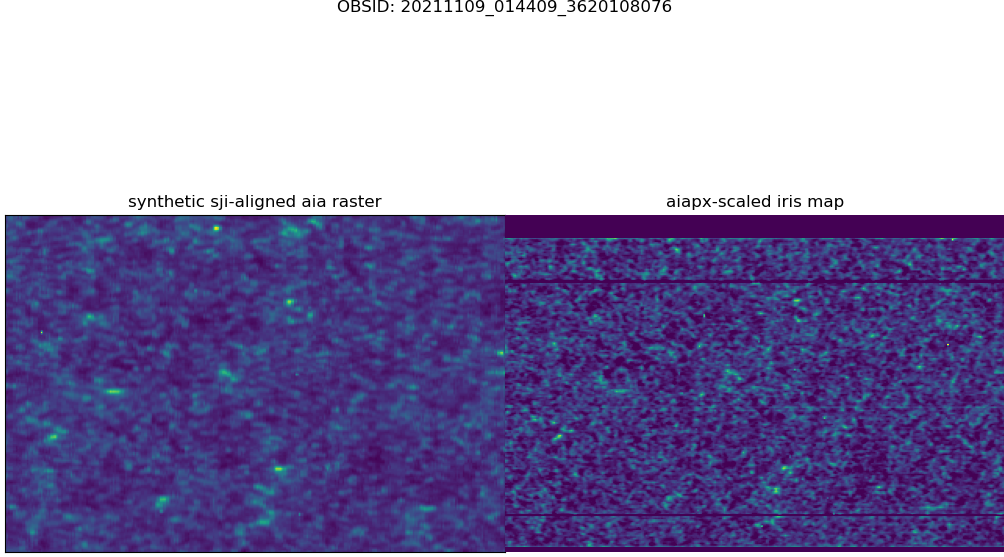 OBSID: 20211109_014409_3620108076
synthetic sji-aligned aia raster
aiapx-scaled iris map